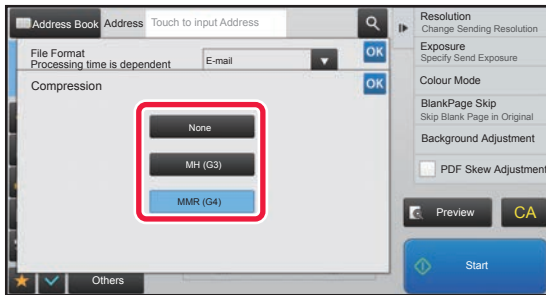 Address Book
Address
Touch to input Address
File Format
Processing time is dependent
E-mail
OK
Compression
OK
None
MH (G3)
MMR (G4)
Others
Resolution
Change Sending Resolution
Exposure
Specify Send Exposure
Colour Mode
BlankPage Skip
Skip Blank Page in Original
Background Adjustment
PDF Skew Adjustment
Preview
CA
Start